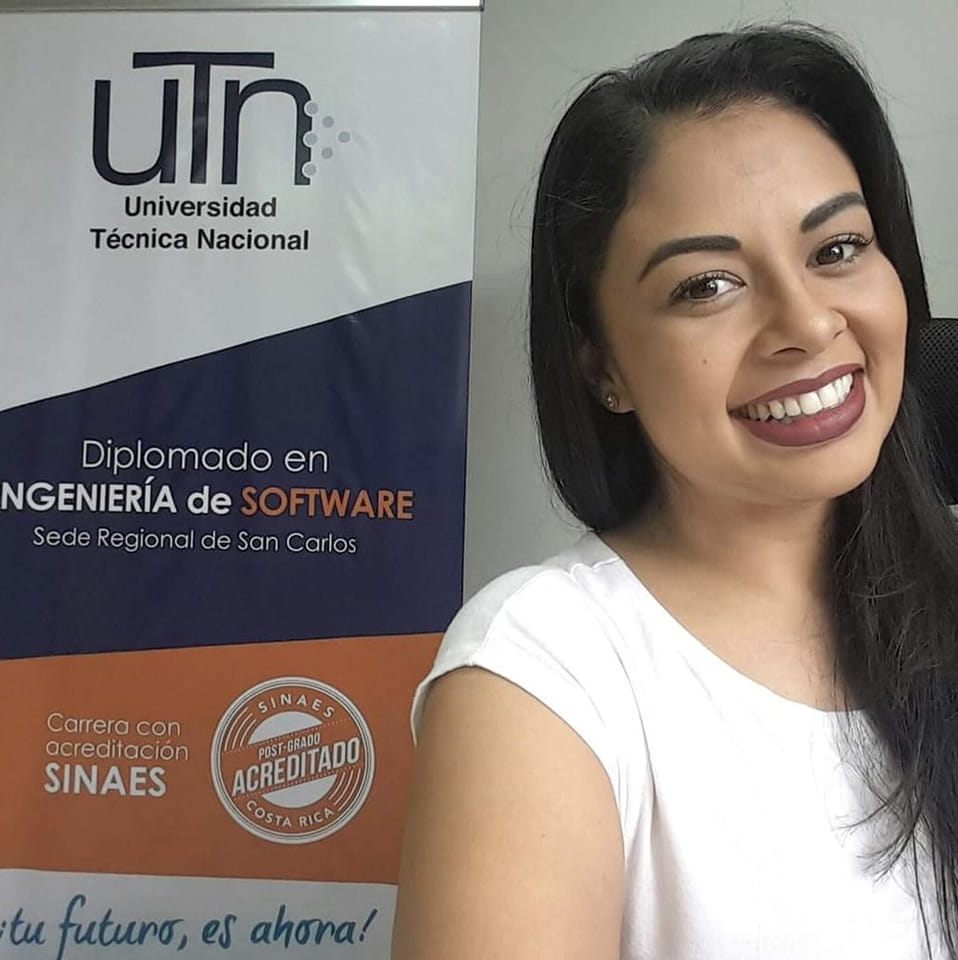 uTn
Universidad
Técnica Nacional
Diplomado en
NGENIERÍA de SOFTWARE
Sede Regional de San Carlos
Carrera con
acreditación
SINAES
SINAES
POST-GRADO
ACREDITADO
COSTA RICA
¡tu futuro, es ahora!